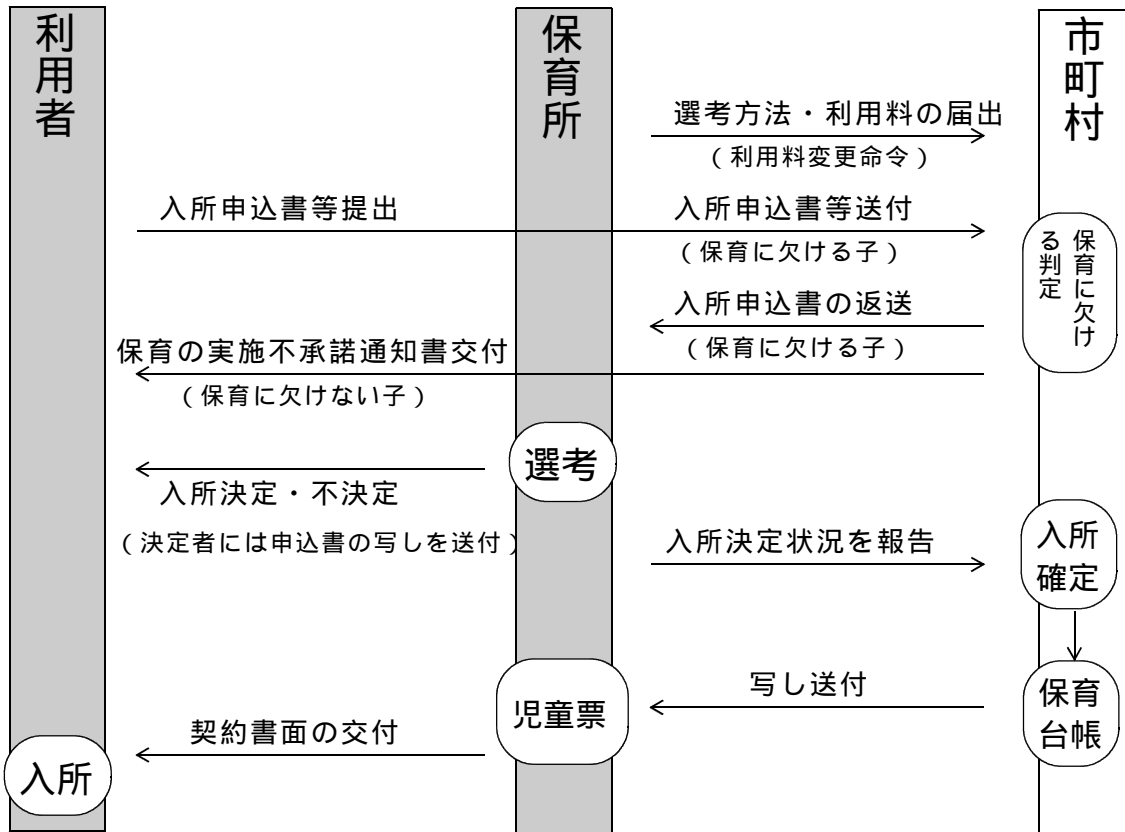 利用者
保育所
市町村
選考方法・利用料の届出
（利用料変更命令）
入所申込書等提出
入所申込書等送付
（保育に欠ける子）
保育に欠け
る判定
入所申込書の返送
（保育に欠ける子）
保育の実施不承諾通知書交付
（保育に欠けない子）
選考
入所決定・不決定
（決定者には申込書の写しを送付）
入所決定状況を報告
入所
確定
写し送付
児童票
保育
台帳
契約書面の交付
入所